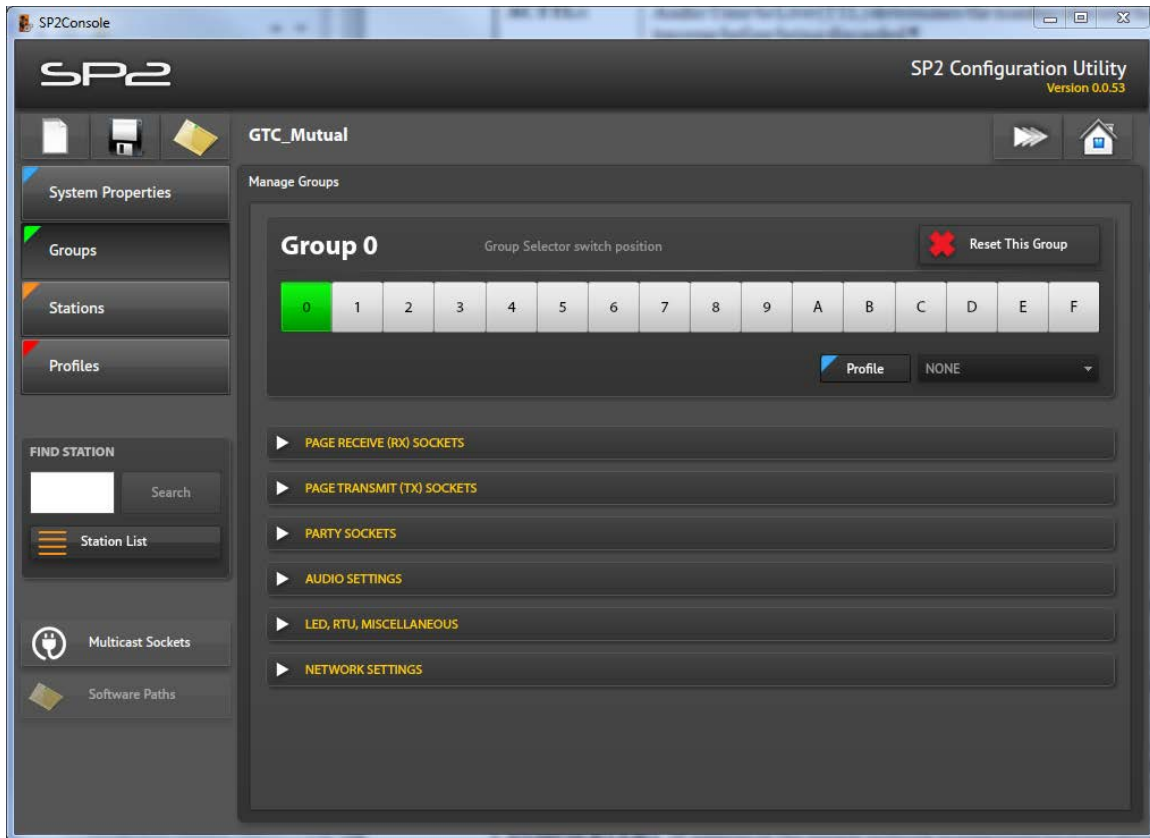 SP2Console
SP2
SP2 Configuration Utility
Version 0.0.53
GTC_Mutual
System Properties
Groups
Stations
Profiles
FIND STATION
Search
Station List
Multicast Sockets
Software Paths
Manage Groups
Group 0
Group Selector switch position
Reset This Group
0 1 2 3 4 5 6 7 8 9 A B C D E F
Profile NONE
PAGE RECEIVE (RX) SOCKETS
PAGE TRANSMIT (TX) SOCKETS
PARTY SOCKETS
AUDIO SETTINGS
LED, RTU, MISCELLANEOUS
NETWORK SETTINGS